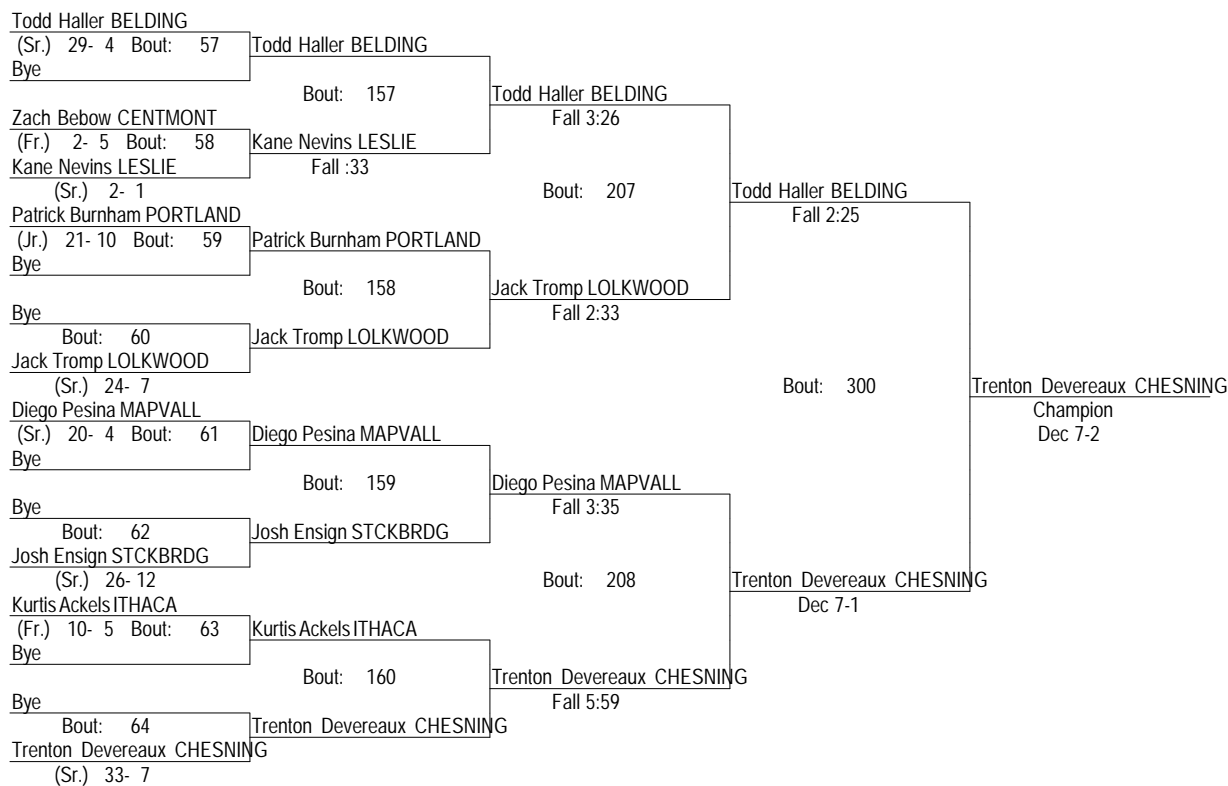 Todd Haller BELDING
(Sr.) 29- 4 Bout: 57
Bye
Zach Bebow CENTMONT
(Fr.) 2- 5 Bout: 58
Kane Nevins LESLIE
(Sr.) 2- 1
Patrick Burnham PORTLAND
(Jr.) 21- 10 Bout: 59
Bye
Bye
Bout: 60
Jack Tromp LOLKWOOD
(Sr.) 24- 7
Diego Pesina MAPVALL
(Sr.) 20- 4 Bout: 61
Bye
Bye
Bout: 62
Josh Ensign STCKBRDG
(Sr.) 26- 12
Kurtis Ackels ITHACA
(Fr.) 10- 5 Bout: 63
Bye
Bye
Bout: 64
Trenton Devereaux CHESNING
(Sr.) 33- 7
Todd Haller BELDING
Bout: 157
Kane Nevins LESLIE
Fall :33
Patrick Burnham PORTLAND
Bout: 158
Jack Tromp LOLKWOOD
Diego Pesina MAPVALL
Bout: 159
Josh Ensign STCKBRDG
Kurtis Ackels ITHACA
Bout: 160
Trenton Devereaux CHESNING
Todd Haller BELDING
Fall 3:26
Bout: 207
Jack Tromp LOLKWOOD
Fall 2:33
Diego Pesina MAPVALL
Fall 3:35
Bout: 208
Trenton Devereaux CHESNING
Fall 5:59
Todd Haller BELDING
Fall 2:25
Bout: 300
Trenton Devereaux CHESNING
Dec 7-1
Trenton Devereaux CHESNING
Champion
Dec 7-2